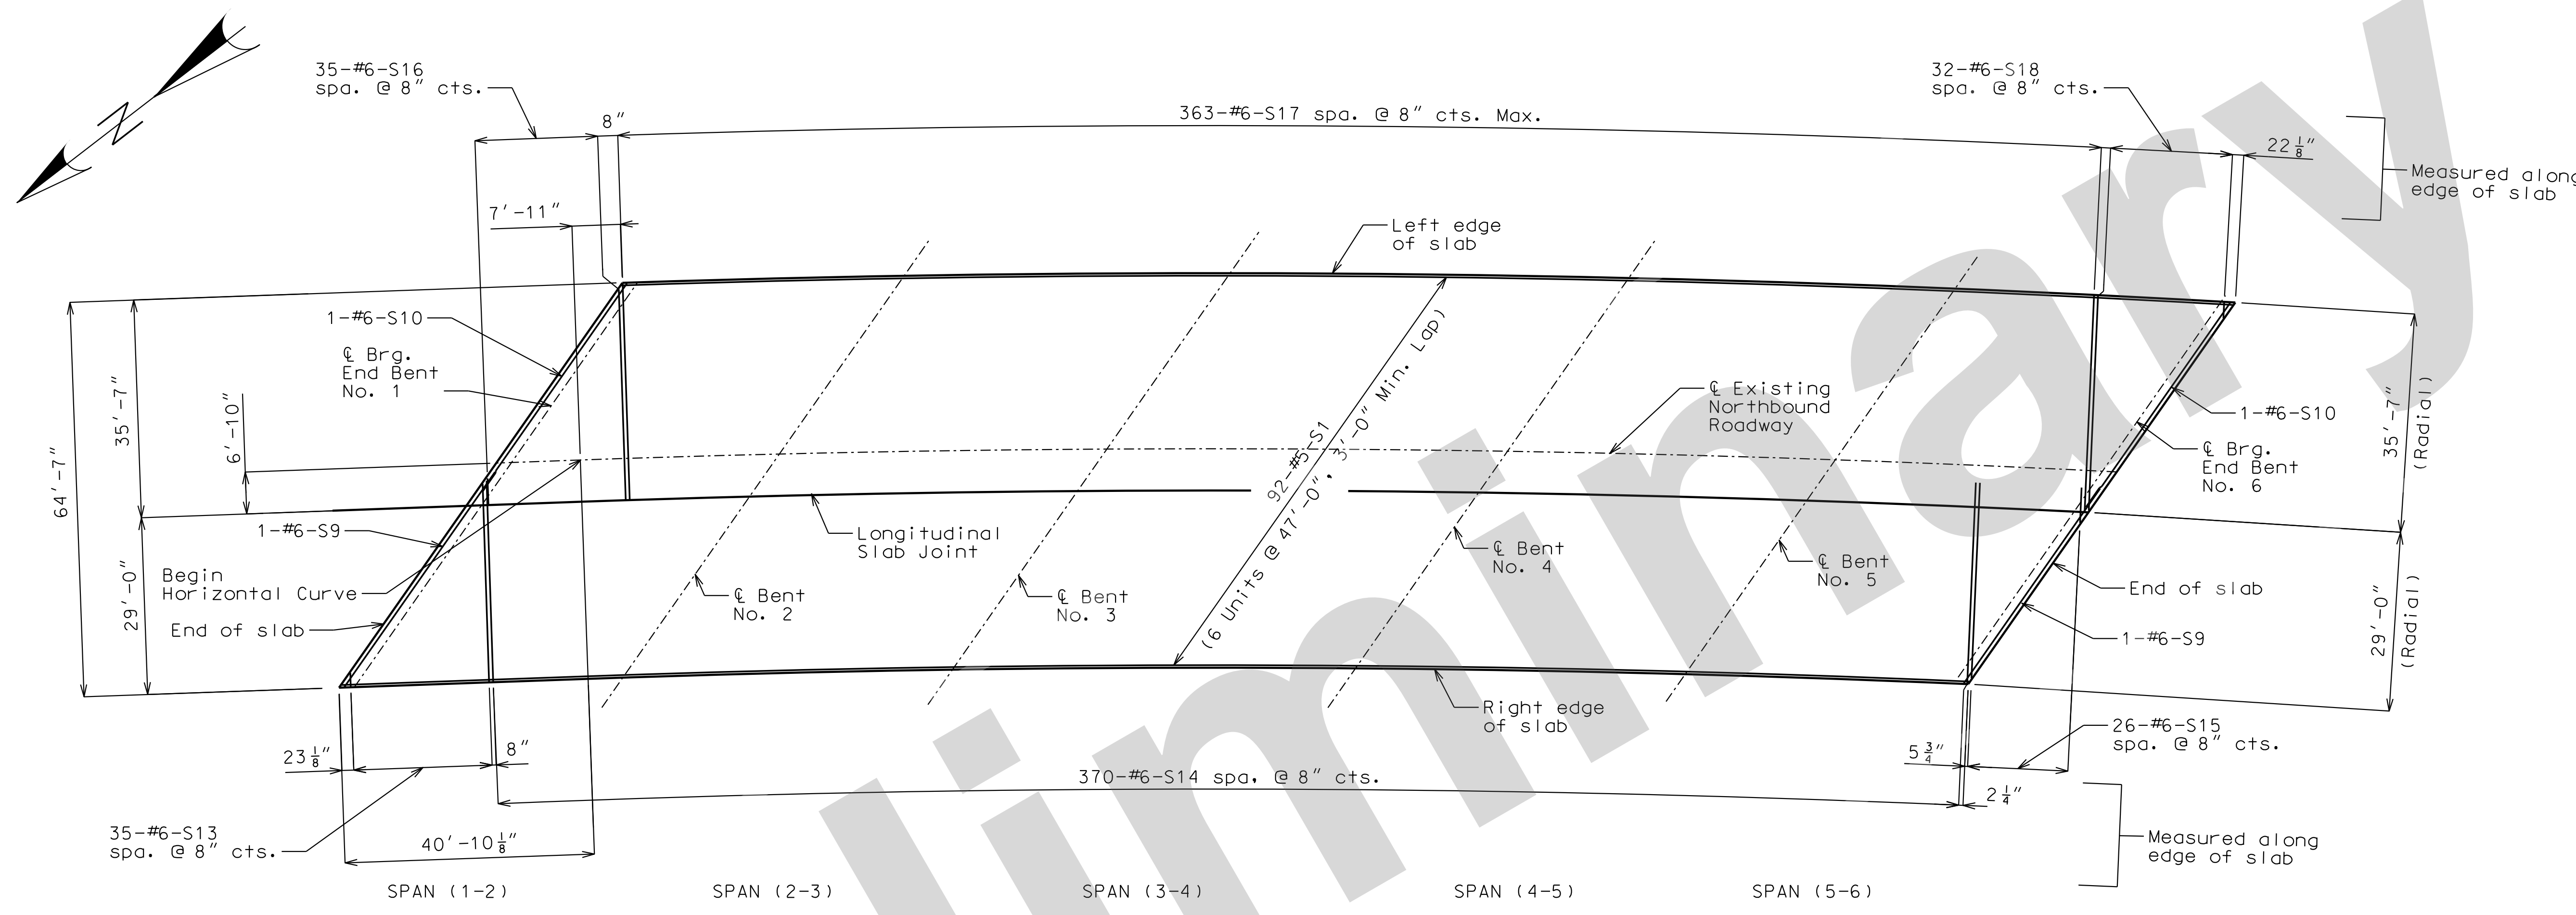 35-#6-S16
spa. @ 8" cts.
8"
363-#6-S17 spa. @ 8" cts. Max.
32-#6-S18
spa. @ 8" cts.
22 1/8"
Measured along
edge of slab
N
7'-11"
Left edge
of slab
1-#6-S10
℄ Brg.
End Bent
No. 1
64'-7"
35'-7"
6'-10"
29'-0"
1-#6-S9
Begin
Horizontal Curve
End of slab
Longitudinal
Slab Joint
℄ Bent
No. 2
℄ Bent
No. 3
92-#5-S1
(6 Units @ 47'-0", 3'-0" Min. Lap)
℄ Existing
Northbound
Roadway
℄ Bent
No. 4
℄ Bent
No. 5
1-#6-S10
℄ Brg.
End Bent
No. 6
35'-7"
(Radial)
End of slab
1-#6-S9
29'-0"
(Radial)
Right edge
of slab
23 1/8"
8"
370-#6-S14 spa. @ 8" cts.
5 3/4"
2 1/4"
26-#6-S15
spa. @ 8" cts.
35-#6-S13
spa. @ 8" cts.
40'-10 1/8"
Measured along
edge of slab
SPAN (1-2)
SPAN (2-3)
SPAN (3-4)
SPAN (4-5)
SPAN (5-6)
liminary